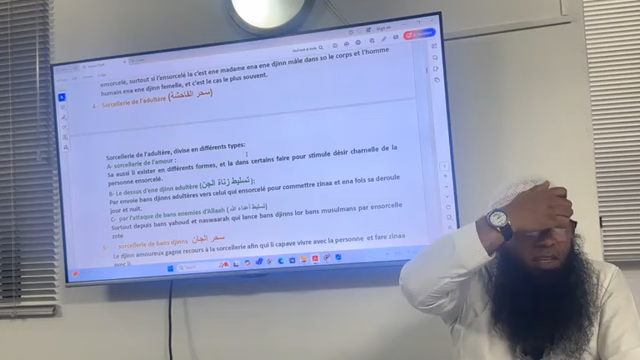 ensorcelé, surtout si l'ensorcelé la c'est ene madame ena ene djinn mâle dans so le corps et l'homme
humain ena ene djinn femelle, et c'est le cas le plus souvent.
4- Sorcellerie de l'adultère (سحر الفاحشة)
Sorcellerie de l'adultère, divise en différents types:
A- sorcellerie de l'amour :
Sa aussi li exister en différents formes, et la dans certains faire pour stimule désir charnelle de la
personne ensorcelé.
B- Le dessus d'ene djinn adultère (تسليط زناة الجن):
Par envoie bans djinns adultères vers celui qui ensorcelé pour commettre zinaa et ena fois sa deroule
jour et nuit.
C- par l'attaque de bans enemies d'Allaah (تسليط أعداء الله)
Surtout depuis bans yahoud et nawaasarah qui lance bans djinns lor bans musulmans par ensorcelle
cote
5- sorcellerie de bans djinns سحر الجان
Le djinn amoureux gagne recours à la sorcellerie afin qui li capave vivre avec la personne et fare zinaa